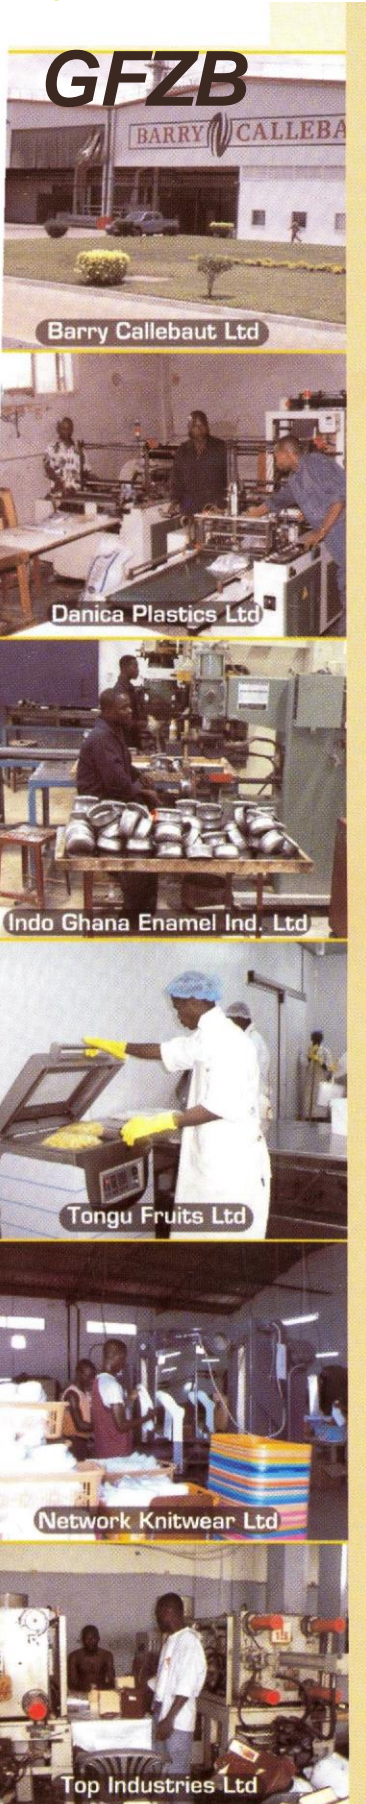 GFZB
BARRY CALLEBA
Barry Callebaut Ltd
Danica Plastics Ltd
Indo Ghana Enamel Ind. Ltd
Tongu Fruits Ltd
Network Knitwear Ltd
Top Industries Ltd